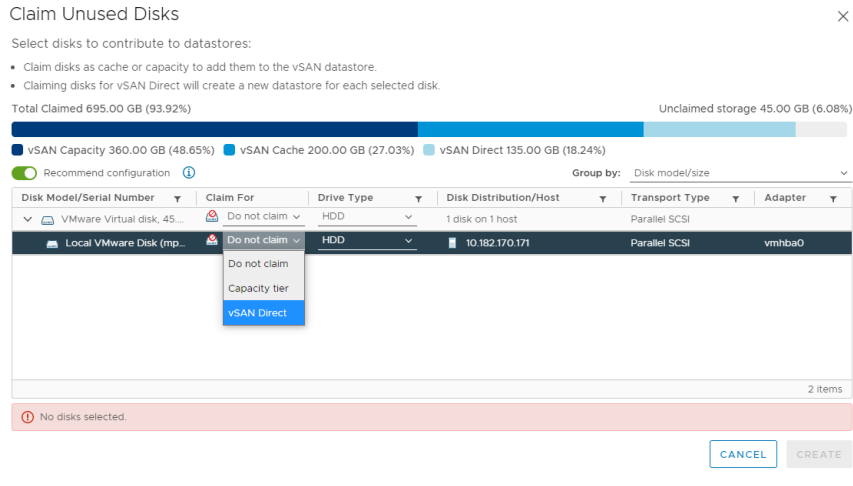 Claim Unused Disks
Select disks to contribute to datastores:
Claim disks as cache or capacity to add them to the vSAN datastore.
Claiming disks for vSAN Direct will create a new datastore for each selected disk.
Total Claimed 695.00 GB (93.92%) Unclaimed storage 45.00 GB (6.08%)
vSAN Capacity 360.00 GB (48.65%) vSAN Cache 200.00 GB (27.03%) vSAN Direct 135.00 GB (18.24%)
Recommend configuration Group by: Disk model/size
Disk Model/Serial Number Claim For Drive Type Disk Distribution/Host Transport Type Adapter
VMware Virtual disk, 45.... Do not claim HDD 1 disk on 1 host Parallel SCSI
Local VMware Disk (mp... Do not claim HDD 10.182.170.171 Parallel SCSI vmhba0
Do not claim
Capacity tier
vSAN Direct
2 items
No disks selected.
CANCEL CREATE